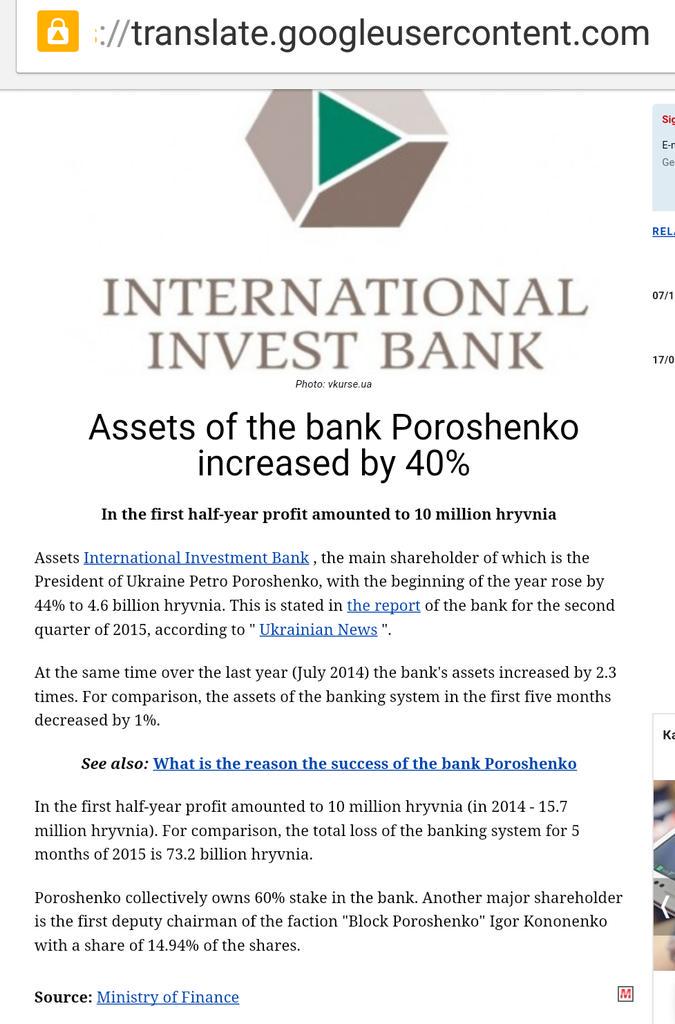 ://translate.googleusercontent.com
INTERNATIONAL
INVEST BANK
Photo: vkurse.ua
Assets of the bank Poroshenko
increased by 40%
In the first half-year profit amounted to 10 million hryvnia
Assets International Investment Bank , the main shareholder of which is the
President of Ukraine Petro Poroshenko, with the beginning of the year rose by
44% to 4.6 billion hryvnia. This is stated in the report of the bank for the second
quarter of 2015, according to " Ukrainian News ".
At the same time over the last year (July 2014) the bank's assets increased by 2.3
times. For comparison, the assets of the banking system in the first five months
decreased by 1%.
See also: What is the reason the success of the bank Poroshenko
In the first half-year profit amounted to 10 million hryvnia (in 2014 - 15.7
million hryvnia). For comparison, the total loss of the banking system for 5
months of 2015 is 73.2 billion hryvnia.
Poroshenko collectively owns 60% stake in the bank. Another major shareholder
is the first deputy chairman of the faction "Block Poroshenko" Igor Kononenko
with a share of 14.94% of the shares.
Source: Ministry of Finance
M
Sig
E-
Ge
REL
07/1
17/0
Ka